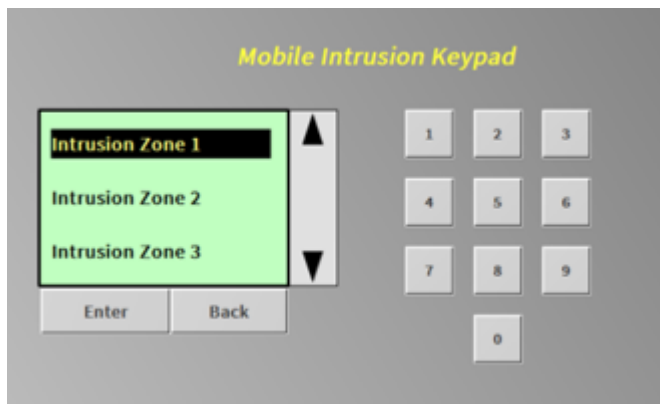 Mobile Intrusion Keypad
Intrusion Zone 1
Intrusion Zone 2
Intrusion Zone 3
Enter Back
1 2 3
4 5 6
7 8 9
0